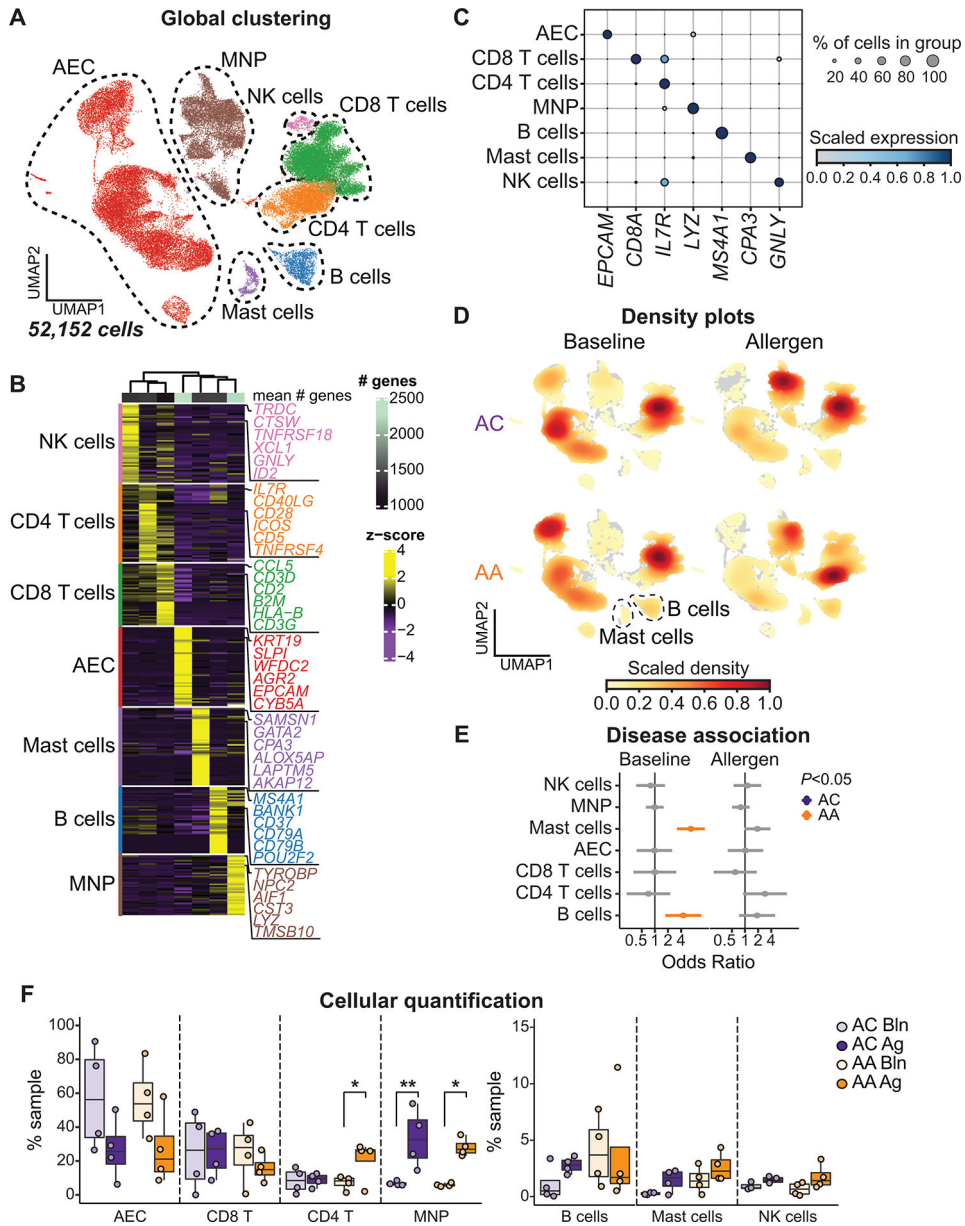 A
Global clustering
AEC
MNP
NK cells
CD8 T cells
CD4 T cells
B cells
Mast cells
UMAP2
UMAP1
52,152 cells
B
mean # genes
NK cells
TRDC
CTSW
TNFRSF18
XCL1
GNLY
ID2
CD4 T cells
IL7R
CD40LG
CD28
ICOS
CD5
TNFRSF4
CD8 T cells
CCL5
CD3D
CD2
B2M
HLA-B
CD3G
AEC
KRT19
SLPI
WFDC2
AGR2
EPCAM
CYB5A
Mast cells
SAMSN1
GATA2
CPA3
ALOX5AP
LAPTM5
AKAP12
B cells
MS4A1
BANK1
CD37
CD79A
CD79B
POU2F2
MNP
TYROBP
NPC2
AIF1
CST3
LYZ
TMSB10
# genes
2500
2000
1500
1000
z-score
4
2
0
−2
−4
C
AEC
CD8 T cells
CD4 T cells
MNP
B cells
Mast cells
NK cells
EPCAM
CD8A
IL7R
LYZ
MS4A1
CPA3
GNLY
% of cells in group
20 40 60 80 100
Scaled expression
0.0 0.2 0.4 0.6 0.8 1.0
D
Density plots
Baseline Allergen
AC
AA
B cells
Mast cells
UMAP2
UMAP1
Scaled density
0.0 0.2 0.4 0.6 0.8 1.0
E
Disease association
Baseline Allergen
NK cells
MNP
Mast cells
AEC
CD8 T cells
CD4 T cells
B cells
0.5 1 2 4 0.5 1 2 4
Odds Ratio
P<0.05
AC
AA
F
Cellular quantification
% sample
100
80
60
40
20
0
* ** *
AEC CD8 T CD4 T MNP
% sample
15
10
5
0
B cells Mast cells NK cells
AC Bln
AC Ag
AA Bln
AA Ag